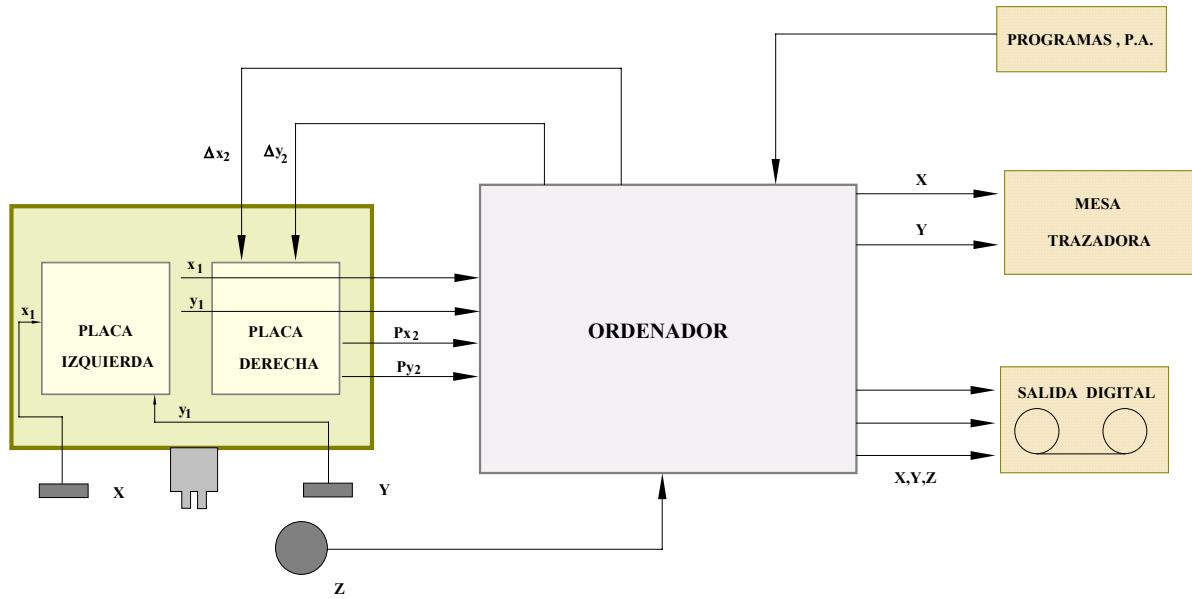 PROGRAMAS , P.A.
Δx2
Δy2
X
MESA
Y
TRAZADORA
x1
x1
y1
PLACA
IZQUIERDA
PLACA
DERECHA
Px2
Py2
ORDENADOR
y1
SALIDA DIGITAL
X,Y,Z
X
Y
Z